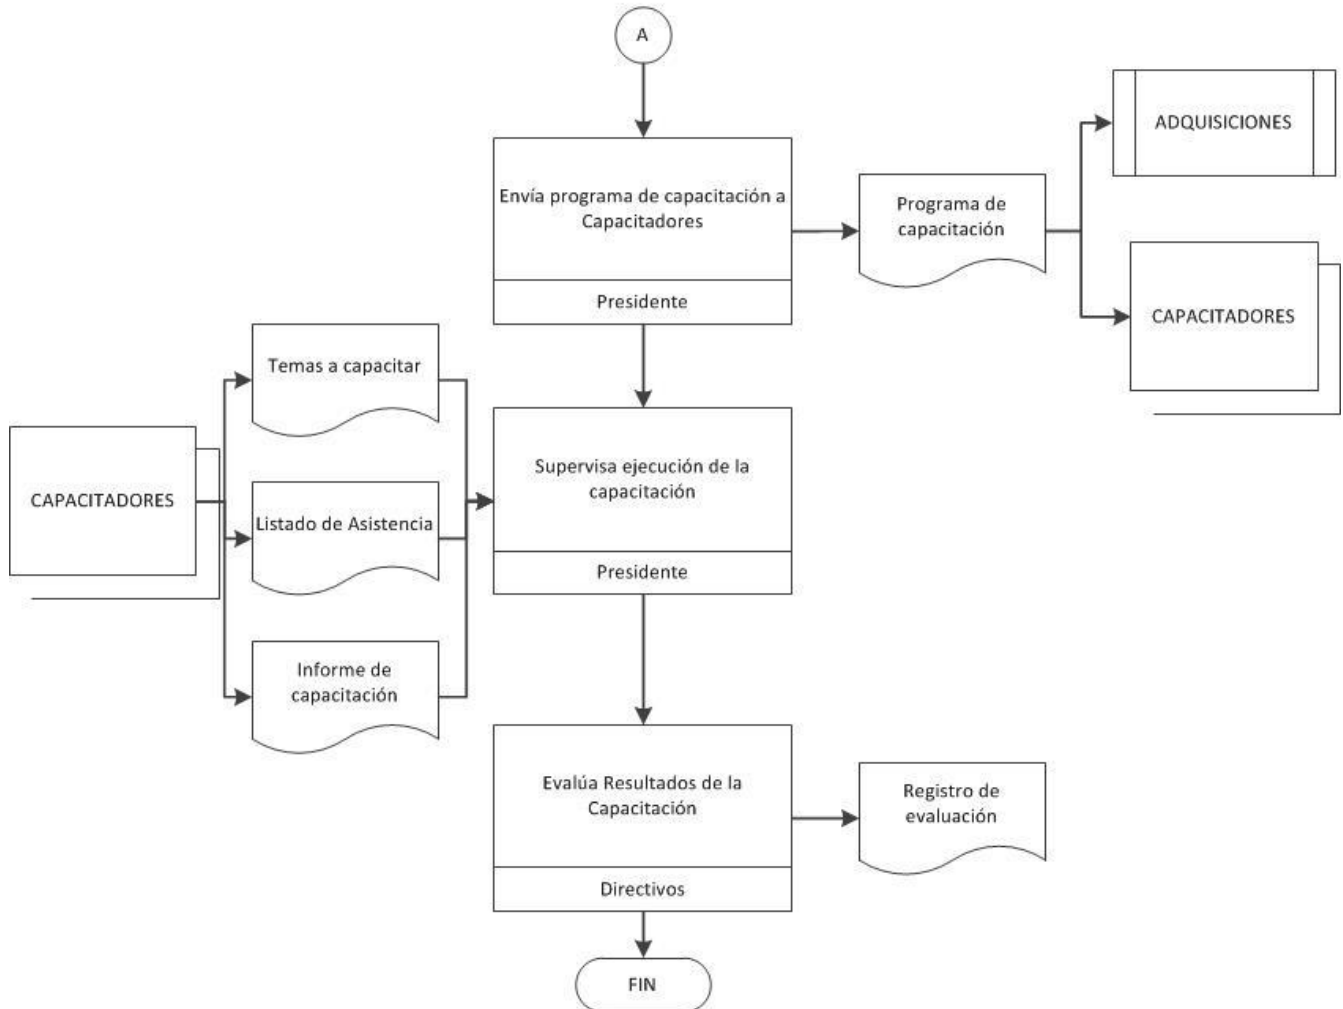 A
Envía programa de capacitación a
Capacitadores
Presidente
Programa de
capacitación
ADQUISICIONES
CAPACITADORES
CAPACITADORES
Temas a capacitar
Listado de Asistencia
Informe de
capacitación
Supervisa ejecución de la
capacitación
Presidente
Evalúa Resultados de la
Capacitación
Directivos
Registro de
evaluación
FIN